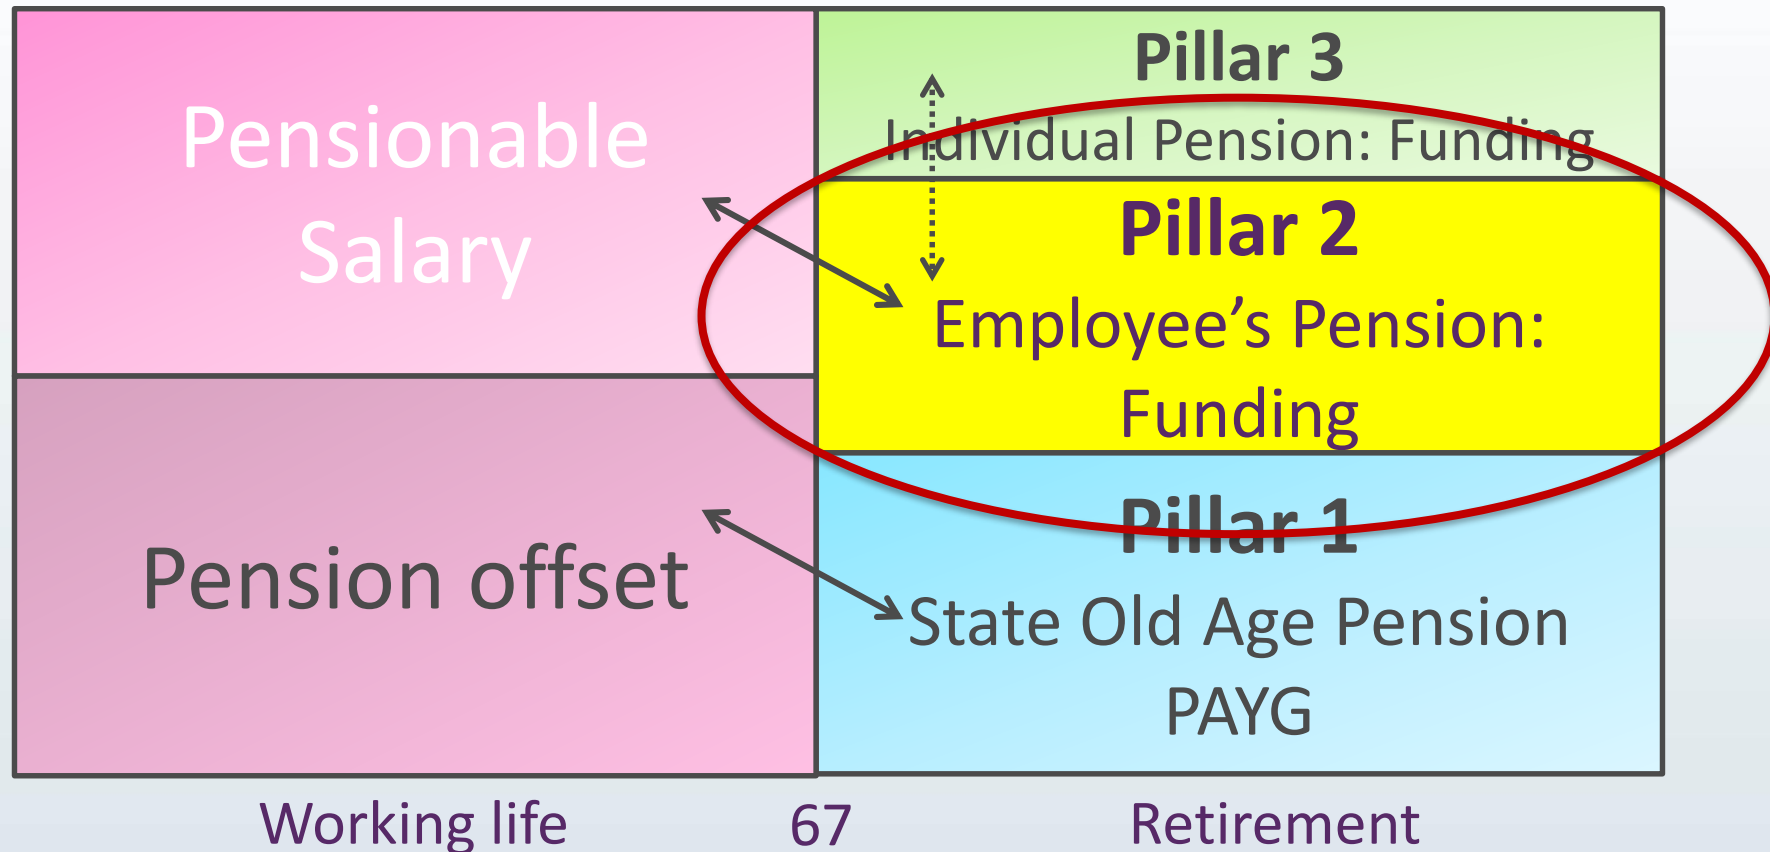 Pensionable
Salary
Pension offset
Pillar 3
Individual Pension: Funding
Pillar 2
Employee’s Pension:
Funding
Pillar 1
State Old Age Pension
PAYG
Working life
67
Retirement